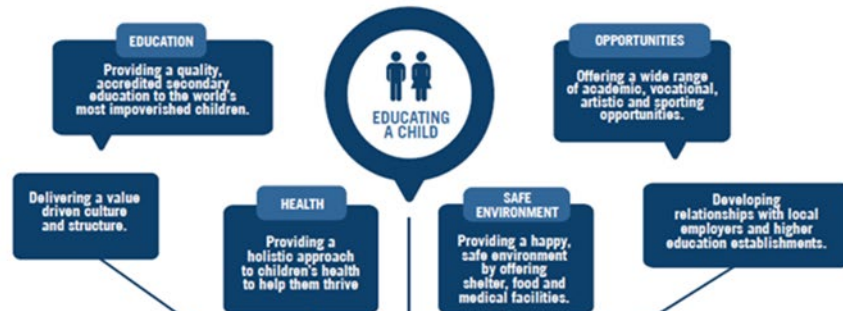 EDUCATION
Providing a quality,
accredited secondary
education to the world's
most impoverished children.
EDUCATING
A CHILD
OPPORTUNITIES
Offering a wide range
of academic, vocational,
artistic and sporting
opportunities.
Delivering a value
driven culture
and structure.
HEALTH
Providing a
holistic approach
to children's health
to help them thrive
SAFE
ENVIRONMENT
Providing a happy,
safe environment
by offering
shelter, food and
medical facilities.
Developing
relationships with local
employers and higher
education establishments.